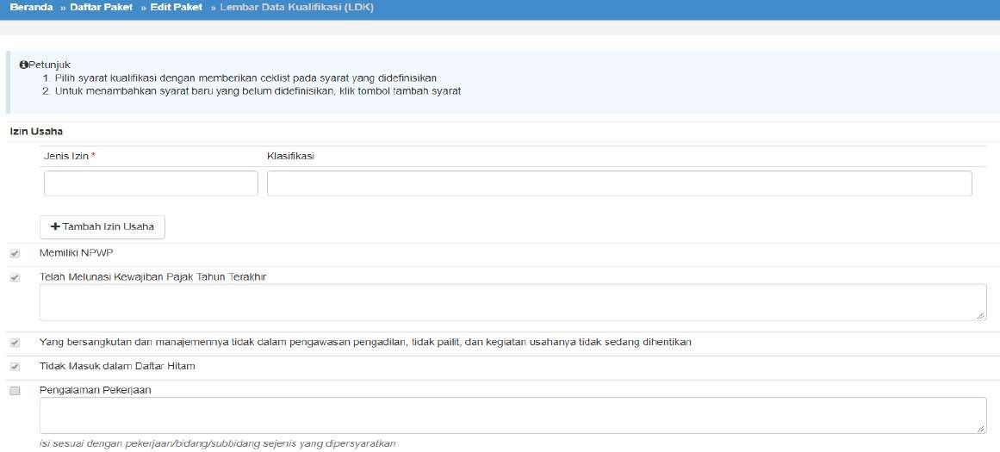 Beranda » Daftar Paket » Edit Paket » Lembar Data Kualifikasi (LDK)
Petunjuk
1. Pilih syarat kualifikasi dengan memberikan ceklist pada syarat yang didefinisikan
2. Untuk menambahkan syarat baru yang belum didefinisikan, klik tombol tambah syarat
Izin Usaha
Jenis Izin * Klasifikasi
+ Tambah Izin Usaha
Memiliki NPWP
Telah Melunasi Kewajiban Pajak Tahun Terakhir
Yang bersangkutan dan manajemennya tidak dalam pengawasan pengadilan, tidak pailit, dan kegiatan usahanya tidak sedang dihentikan
Tidak Masuk dalam Daftar Hitam
Pengalaman Pekerjaan
isi sesuai dengan pekerjaan/bidang/subbidang sejenis yang dipersyaratkan